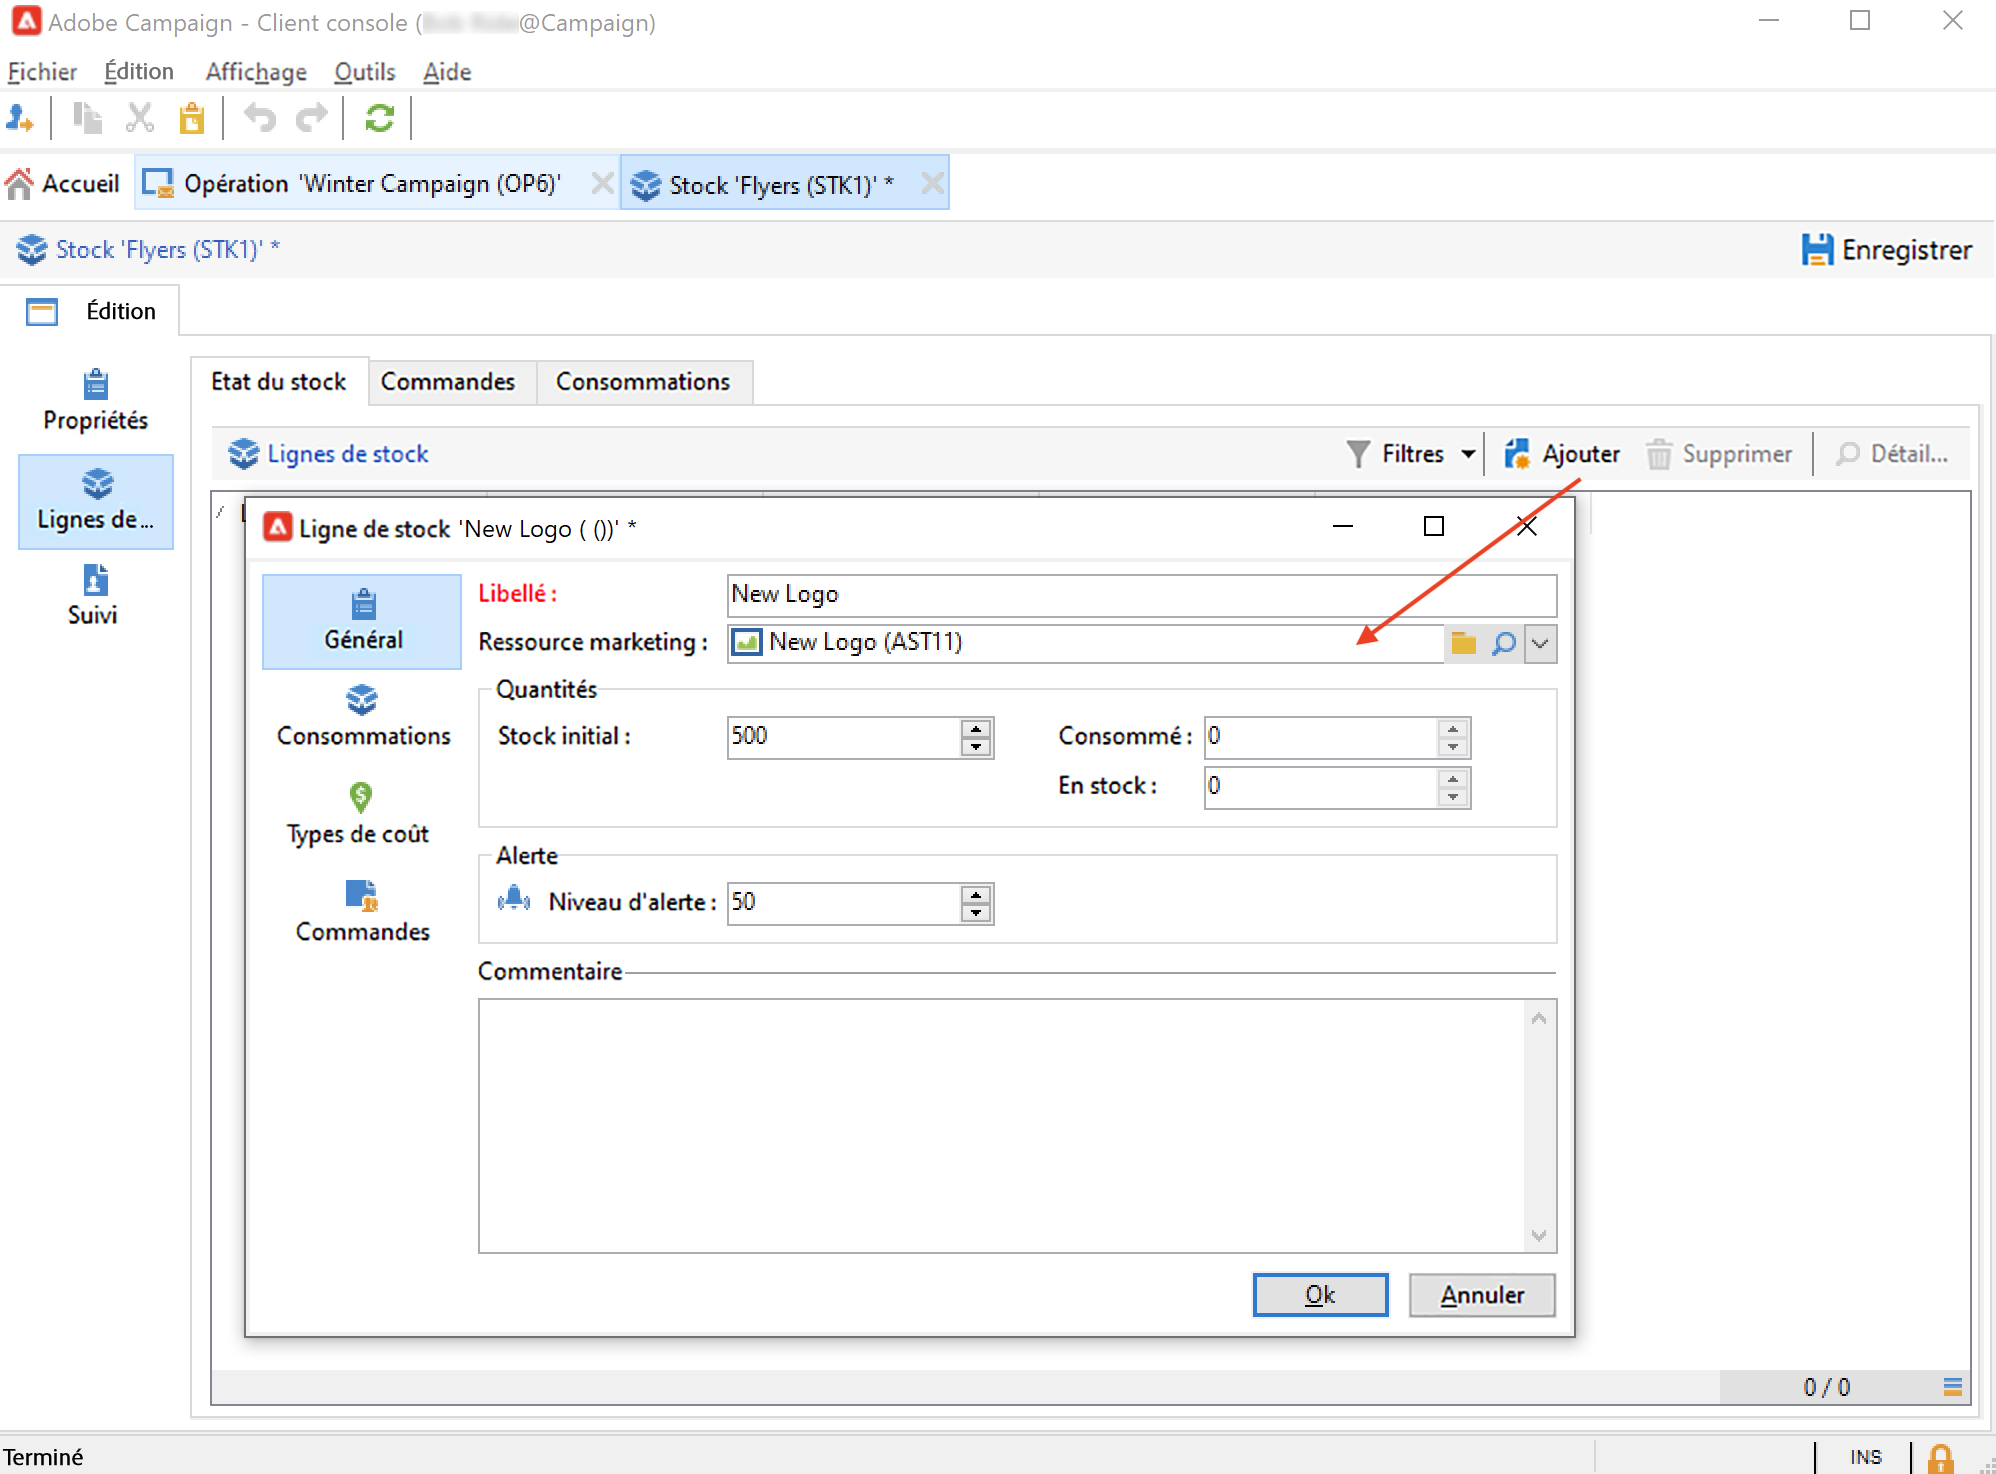 Adobe Campaign - Client console (@Campaign)
Fichier Édition Affichage Outils Aide
Accueil Opération 'Winter Campaign (OP6)' Stock 'Flyers (STK1)' *
Stock 'Flyers (STK1)' * Enregistrer
Édition
Propriétés
Lignes de ...
Suivi
Etat du stock Commandes Consommations
Lignes de stock Filtres Ajouter Supprimer Détail...
Ligne de stock 'New Logo ( ())' *
Général
Consommations
Types de coût
Commandes
Libellé : New Logo
Ressource marketing : New Logo (AST11)
Quantités
Stock initial : 500 Consommé : 0
En stock : 0
Alerte
Niveau d'alerte : 50
Commentaire
Ok Annuler
0 / 0
Terminé INS